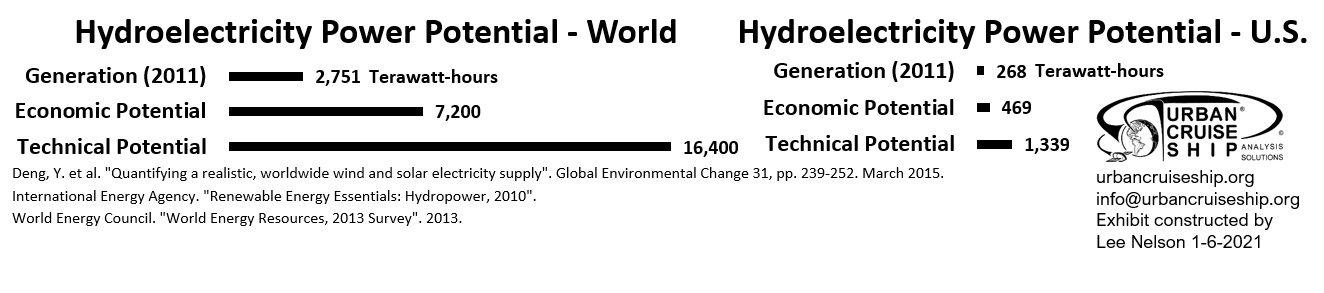 Hydroelectricity Power Potential - World
Generation (2011) 2,751 Terawatt-hours
Economic Potential 7,200
Technical Potential 16,400
Deng, Y. et al. "Quantifying a realistic, worldwide wind and solar electricity supply". Global Environmental Change 31, pp. 239-252. March 2015.
International Energy Agency. "Renewable Energy Essentials: Hydropower, 2010".
World Energy Council. "World Energy Resources, 2013 Survey". 2013.
Hydroelectricity Power Potential - U.S.
Generation (2011) 268 Terawatt-hours
Economic Potential 469
Technical Potential 1,339
URBAN®
CRUISE
SHIP ©
ANALYSIS
SOLUTIONS
urbancruiseship.org
info@urbancruiseship.org
Exhibit constructed by
Lee Nelson 1-6-2021